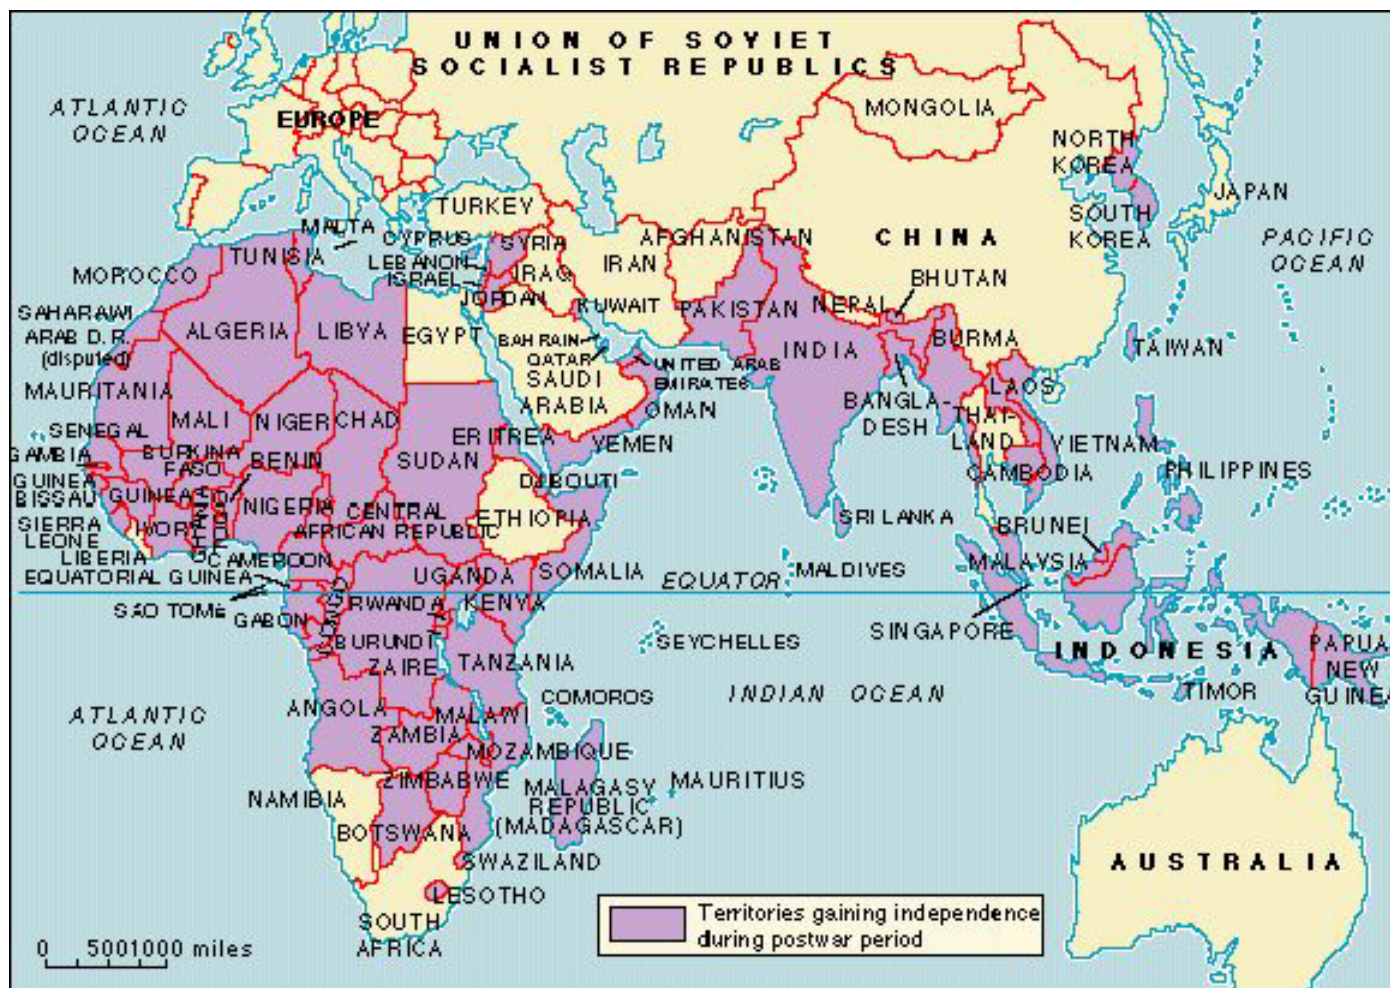 UNION OF SOVIET
SOCIALIST REPUBLICS
ATLANTIC
OCEAN
EUROPE
MONGOLIA
NORTH
KOREA
JAPAN
TURKEY
SOUTH
KOREA
MALTA
CYPRUS
SYRIA
AFGHANISTAN
CHINA
PACIFIC
OCEAN
TUNISIA
LEBANON
IRAQ
IRAN
MOROCCO
ISRAEL
BHUTAN
JORDAN
KUWAIT
PAKISTAN
NEPAL
SAHARAWI
ARAB D.R.
(disputed)
ALGERIA
LIBYA
EGYPT
BAHRAIN
QATAR
UNITED ARAB
EMIRATES
INDIA
BURMA
TAIWAN
MAURITANIA
SAUDI
ARABIA
LAOS
MALI
NIGER
CHAD
OMAN
BANGLA-
DESH
THAI-
LAND
SENEGAL
BURKINA
FASO
BENIN
SUDAN
ERITREA
YEMEN
VIETNAM
GAMBIA
CAMBODIA
PHILIPPINES
GUINEA
BISSAU
GUINEA
NIGERIA
CENTRAL
AFRICAN REPUBLIC
DJIBOUTI
ETHIOPIA
SRI LANKA
BRUNEI
SIERRA
LEONE
LIBERIA
CAMEROON
MALAYSIA
EQUATORIAL GUINEA
UGANDA
SOMALIA
EQUATOR
MALDIVES
SÃO TOME
GABON
RWANDA
KENYA
SINGAPORE
BURUNDI
SEYCHELLES
INDONESIA
PAPUA
NEW
GUINEA
ZAIRE
TANZANIA
COMOROS
INDIAN OCEAN
TIMOR
ATLANTIC
OCEAN
ANGOLA
MALAWI
ZAMBIA
MOZAMBIQUE
ZIMBABWE
MALAGASY
REPUBLIC
(MADAGASCAR)
MAURITIUS
NAMIBIA
BOTSWANA
SWAZILAND
AUSTRALIA
LESOTHO
SOUTH
AFRICA
Territories gaining independence
during postwar period
0 5001000 miles